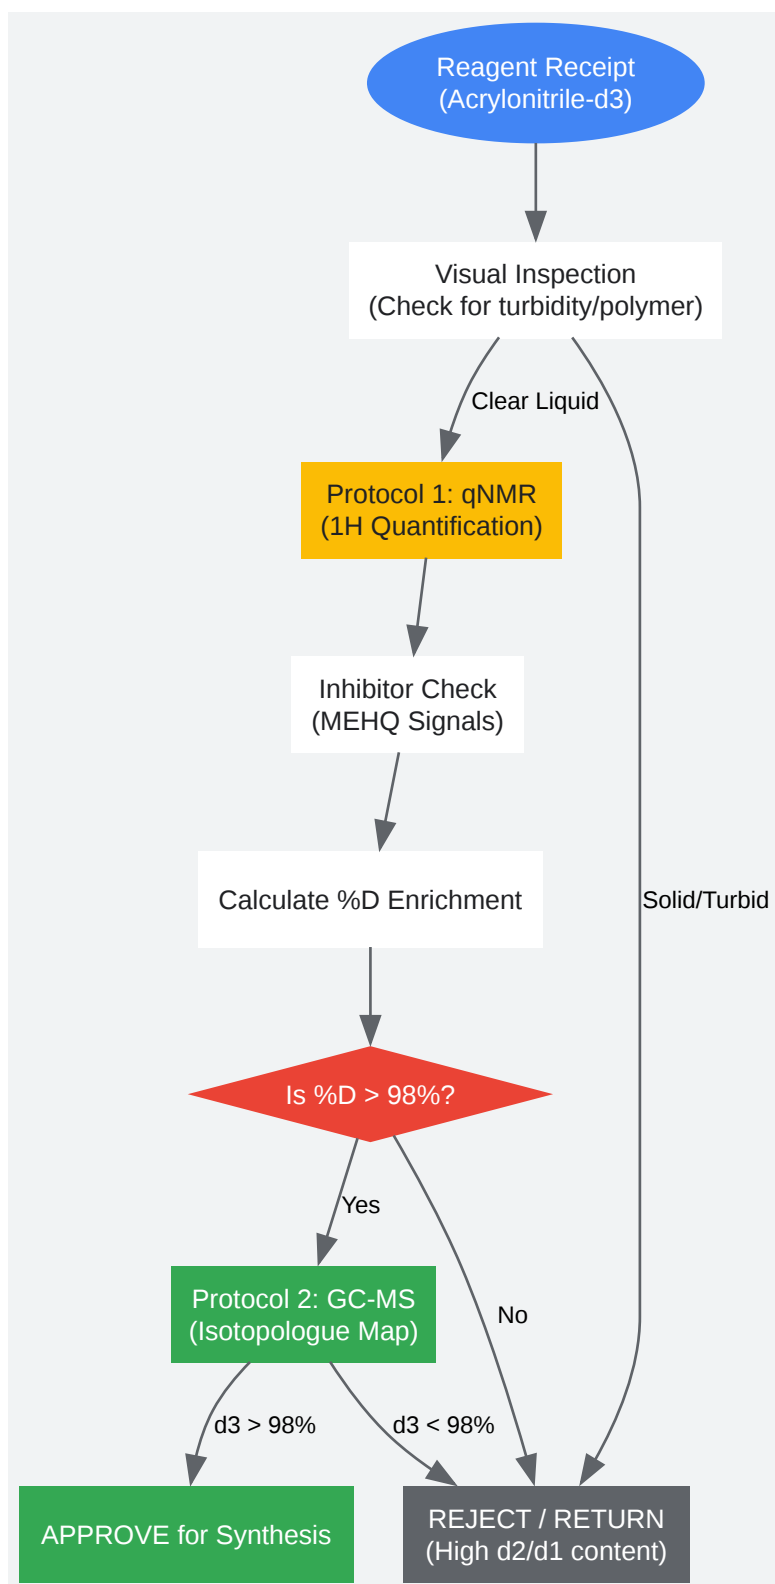 Reagent Receipt
(Acrylonitrile-d3)
Visual Inspection
(Check for turbidity/polymer)
Clear Liquid
Protocol 1: qNMR
(1H Quantification)
Inhibitor Check
(MEHQ Signals)
Calculate %D Enrichment
Solid/Turbid
Is %D > 98%?
Yes
Protocol 2: GC-MS
(Isotopologue Map)
No
d3 > 98%
d3 < 98%
APPROVE for Synthesis
REJECT / RETURN
(High d2/d1 content)